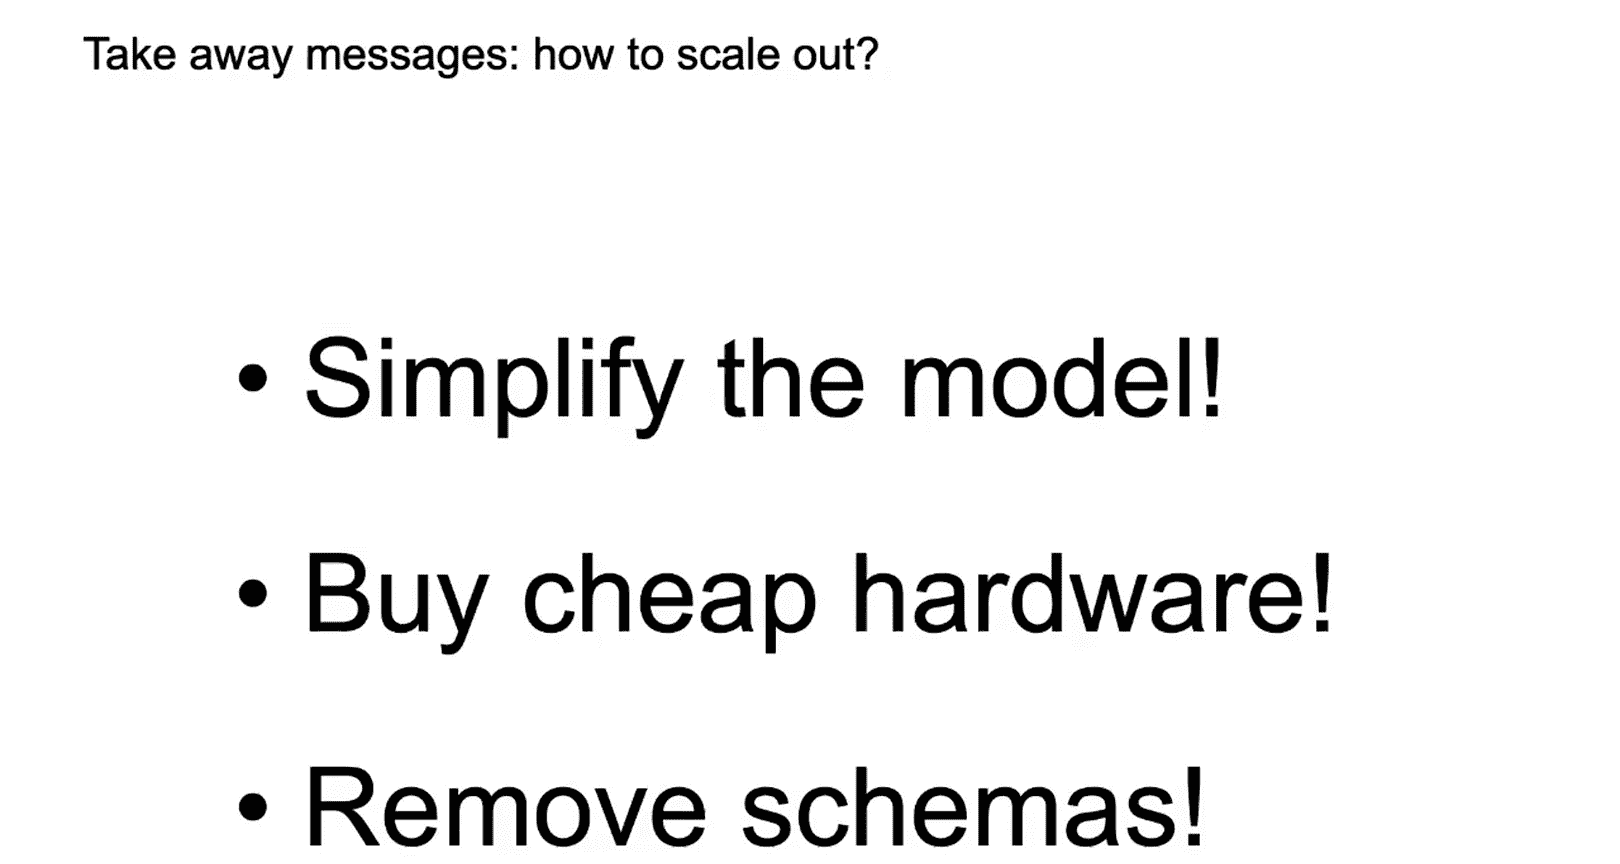 Take away messages: how to scale out?
• Simplify the model!
• Buy cheap hardware!
• Remove schemas!